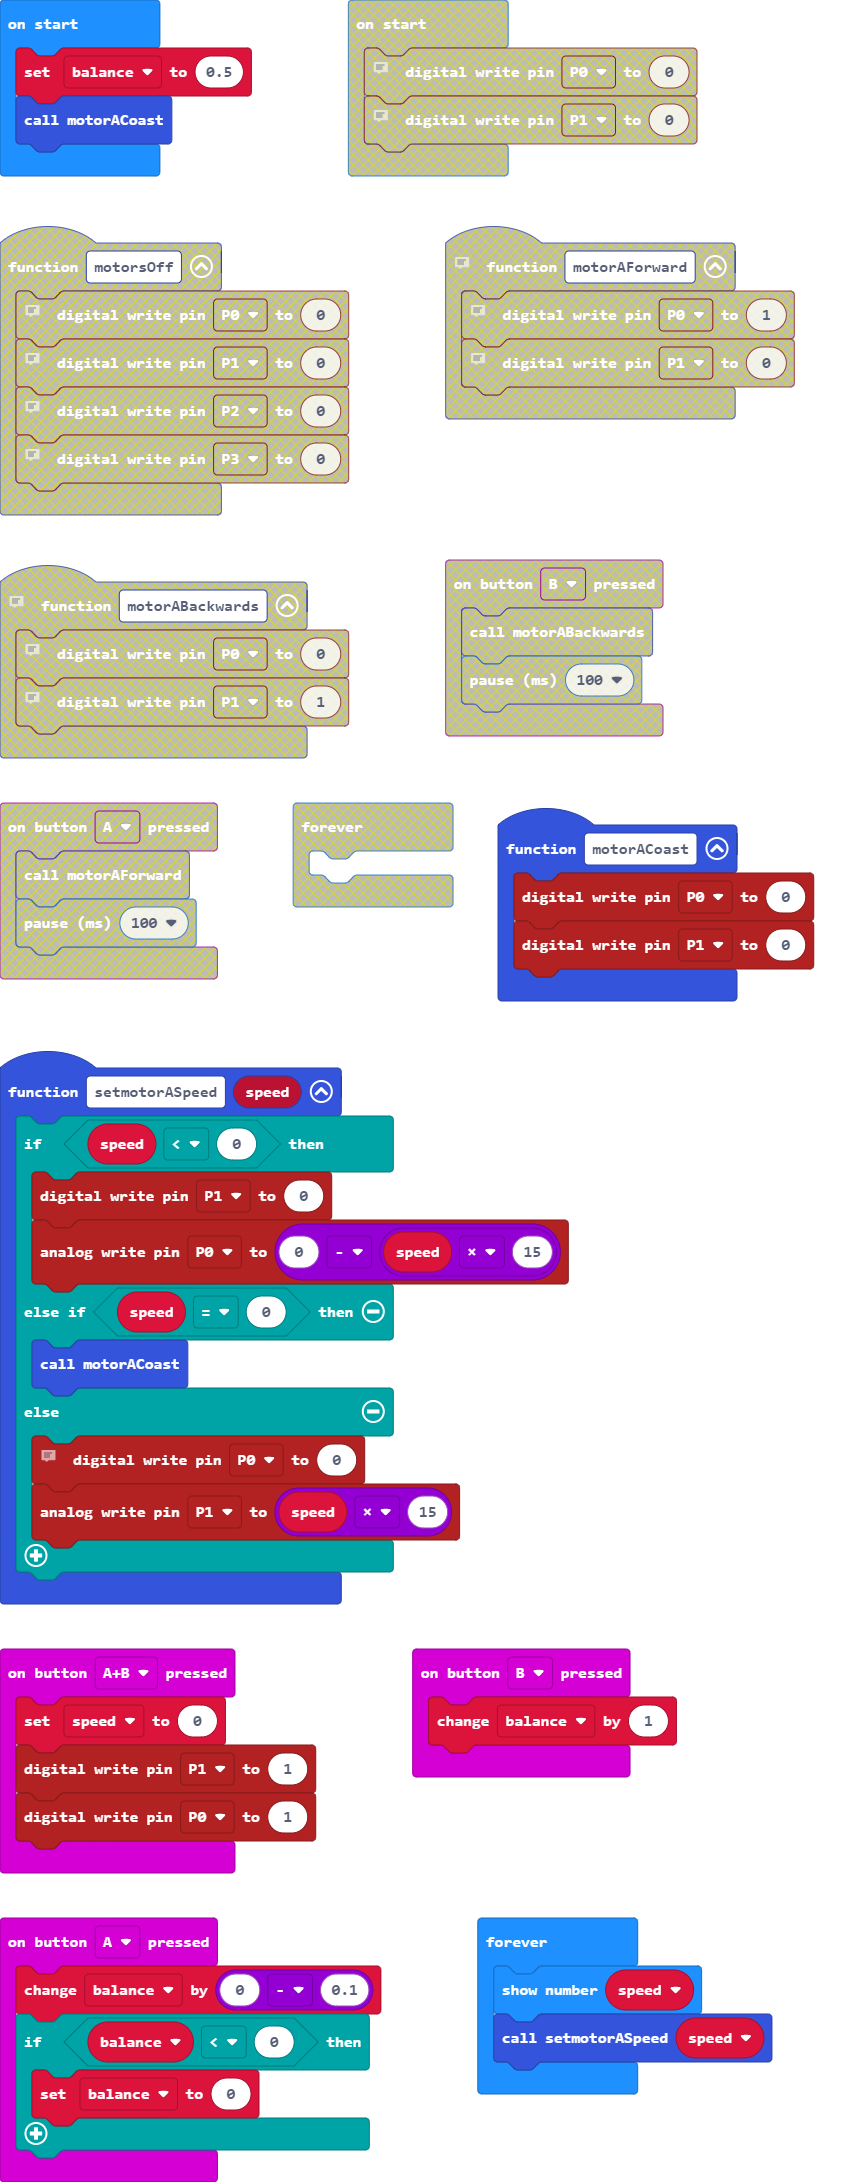 on start
set balance to 0.5
call motorACoast
on start
digital write pin P0 to 0
digital write pin P1 to 0
function motorsOff
digital write pin P0 to 0
digital write pin P1 to 0
digital write pin P2 to 0
digital write pin P3 to 0
function motorAForward
digital write pin P0 to 1
digital write pin P1 to 0
function motorABackwards
digital write pin P0 to 0
digital write pin P1 to 1
on button B pressed
call motorABackwards
pause (ms) 100
on button A pressed
call motorAForward
pause (ms) 100
forever
function motorACoast
digital write pin P0 to 0
digital write pin P1 to 0
function setmotorASpeed speed
if speed < 0 then
digital write pin P1 to 0
analog write pin P0 to 0 - speed × 15
else if speed = 0 then
call motorACoast
else
digital write pin P0 to 0
analog write pin P1 to speed × 15
on button A+B pressed
set speed to 0
digital write pin P1 to 1
digital write pin P0 to 1
on button B pressed
change balance by 1
on button A pressed
change balance by 0 - 0.1
if balance < 0 then
set balance to 0
forever
show number speed
call setmotorASpeed speed